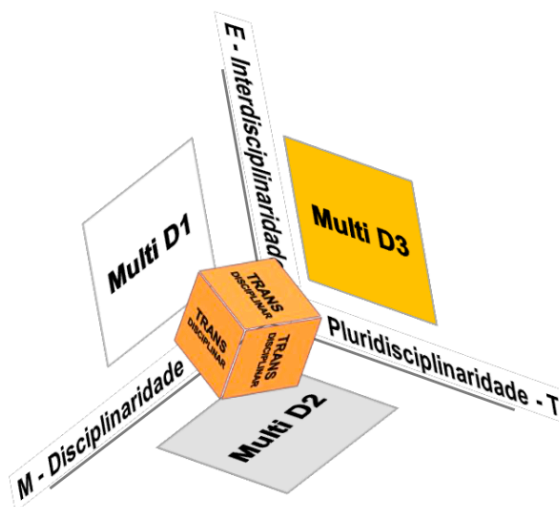 E - Interdisciplinaridade
Multi D1
Multi D3
TRANS
DISCIPLINAR
TRANS
DISCIPLINAR
TRANS
DISCIPLINAR
Pluridisciplinaridade - T
M - Disciplinaridade
Multi D2